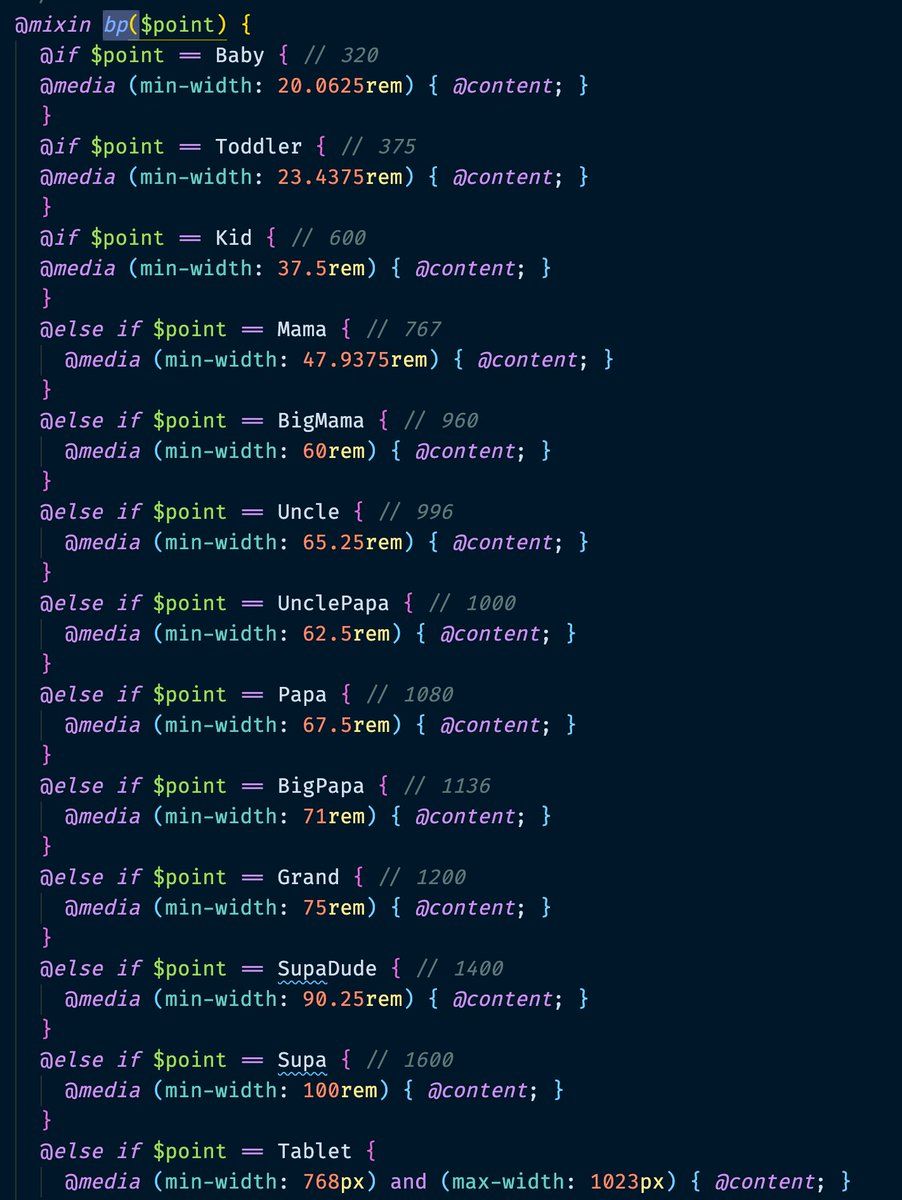 @mixin bp($point) {
@if $point == Baby { // 320
@media (min-width: 20.0625rem) { @content; }
}
@if $point == Toddler { // 375
@media (min-width: 23.4375rem) { @content; }
}
@if $point == Kid { // 600
@media (min-width: 37.5rem) { @content; }
}
@else if $point == Mama { // 767
@media (min-width: 47.9375rem) { @content; }
}
@else if $point == BigMama { // 960
@media (min-width: 60rem) { @content; }
}
@else if $point == Uncle { // 996
@media (min-width: 65.25rem) { @content; }
}
@else if $point == UnclePapa { // 1000
@media (min-width: 62.5rem) { @content; }
}
@else if $point == Papa { // 1080
@media (min-width: 67.5rem) { @content; }
}
@else if $point == BigPapa { // 1136
@media (min-width: 71rem) { @content; }
}
@else if $point == Grand { // 1200
@media (min-width: 75rem) { @content; }
}
@else if $point == SupaDude { // 1400
@media (min-width: 90.25rem) { @content; }
}
@else if $point == Supa { // 1600
@media (min-width: 100rem) { @content; }
}
@else if $point == Tablet {
@media (min-width: 768px) and (max-width: 1023px) { @content; }